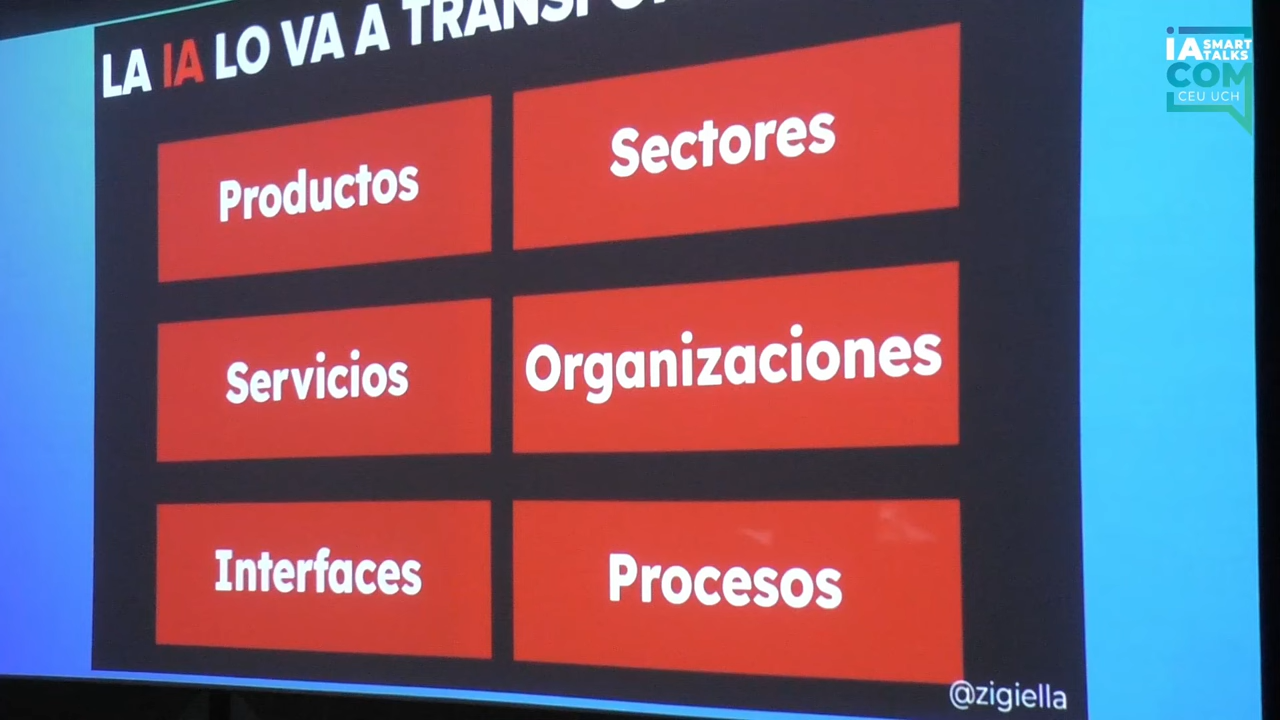 LA IA LO VA A
Productos
Sectores
Servicios
Organizaciones
Interfaces
Procesos
@zigiella
iA SMART
TALKS
COM
CEU UCH